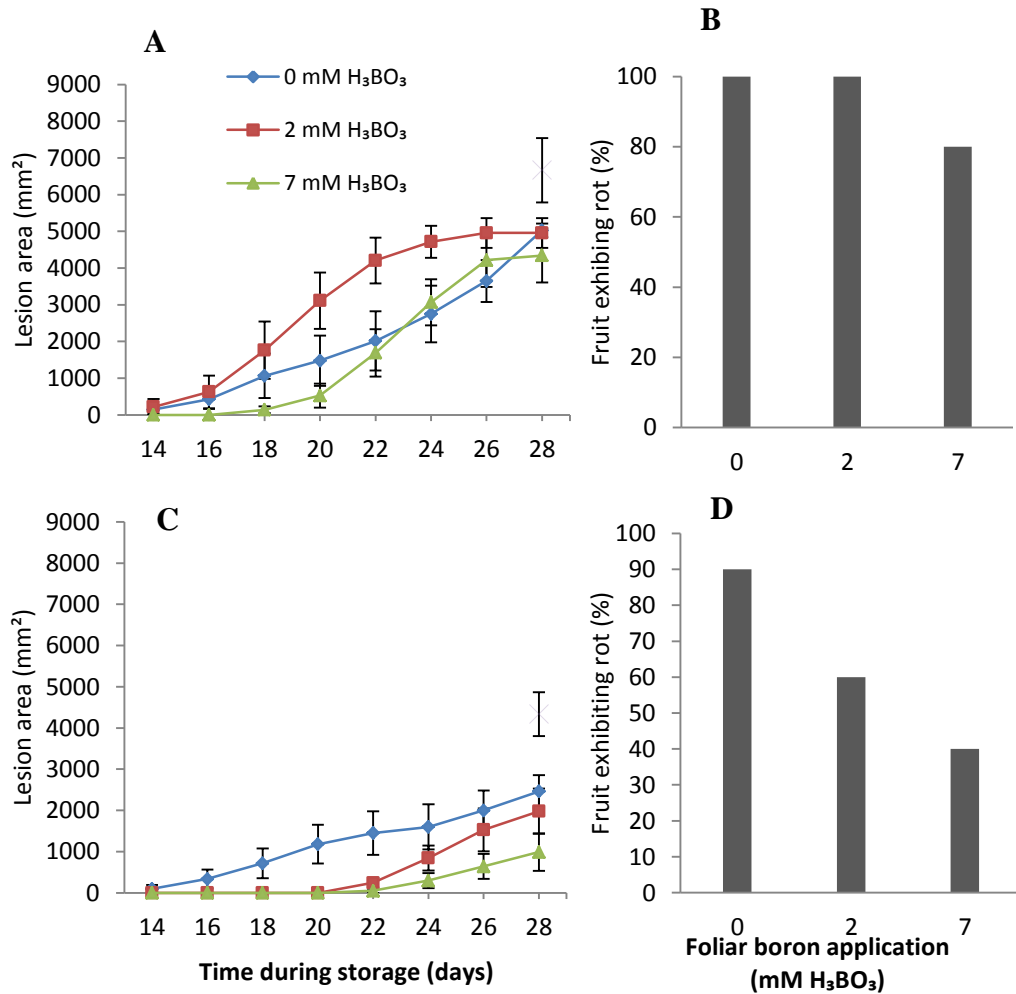 A
Lesion area (mm²)
9000
8000
7000
6000
5000
4000
3000
2000
1000
0
0 mM H₃BO₃
2 mM H₃BO₃
7 mM H₃BO₃
14 16 18 20 22 24 26 28
B
Fruit exhibing rot (%)
100
80
60
40
20
0
0 2 7
C
Lesion area (mm²)
9000
8000
7000
6000
5000
4000
3000
2000
1000
0
14 16 18 20 22 24 26 28
Time during storage (days)
D
Fruit exhibiting rot (%)
100
90
80
70
60
50
40
30
20
10
0
0 2 7
Foliar boron application
(mM H₃BO₃)